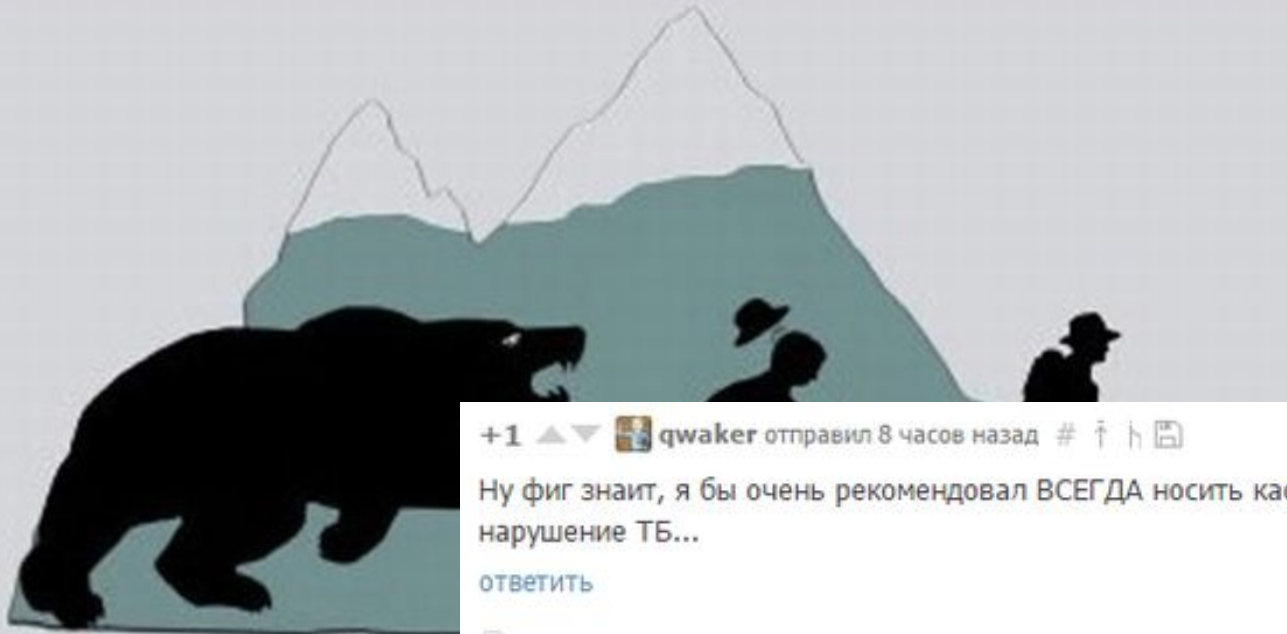 +1 qwaker отправил 8 часов назад #
Ну фиг знаит, я бы очень рекомендовал ВСЕГДА носить
нарушение ТБ...
ответить